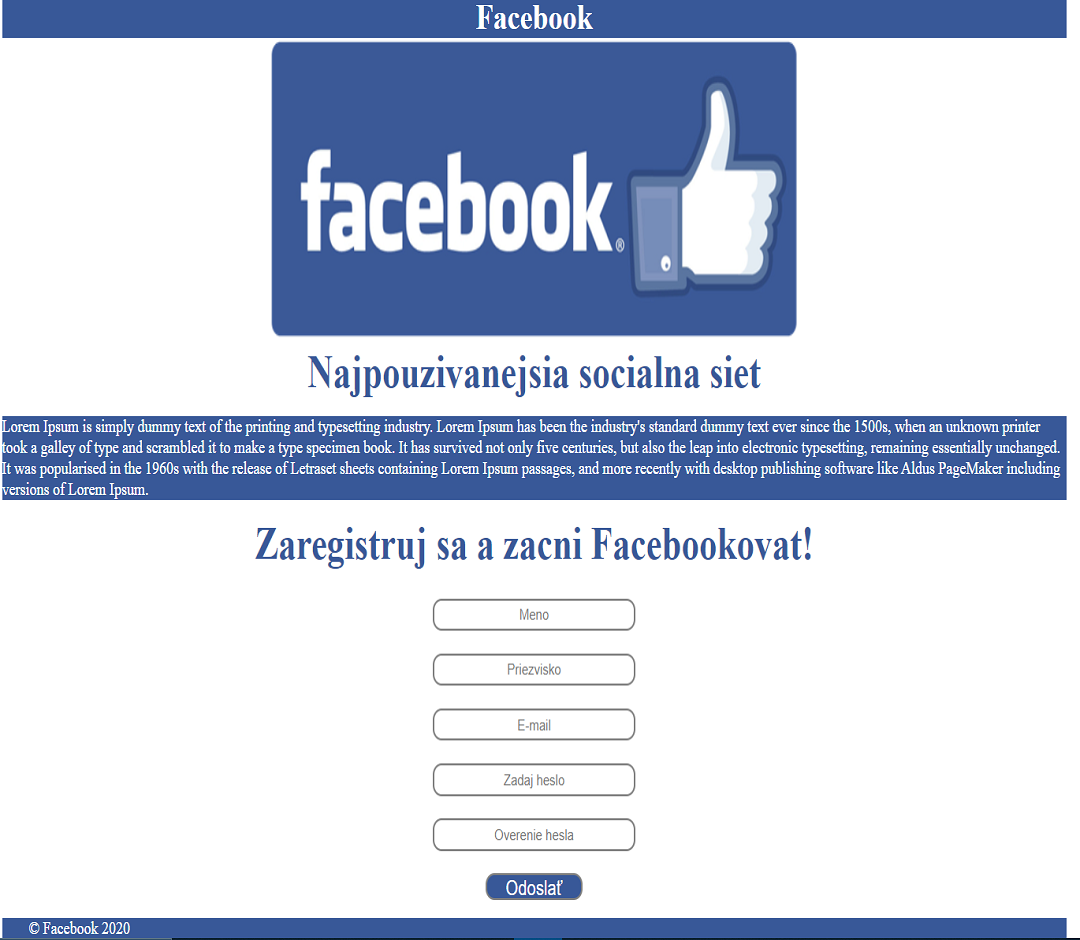 Facebook
facebook®
Najpouzivanejsia socialna siet
Lorem Ipsum is simply dummy text of the printing and typesetting industry. Lorem Ipsum has been the industry's standard dummy text ever since the 1500s, when an unknown printer
took a galley of type and scrambled it to make a type specimen book. It has survived not only five centuries, but also the leap into electronic typesetting, remaining essentially unchanged.
It was popularised in the 1960s with the release of Letraset sheets containing Lorem Ipsum passages, and more recently with desktop publishing software like Aldus PageMaker including
versions of Lorem Ipsum.
Zaregistruj sa a zacni Facebookovat!
Meno
Priezvisko
E-mail
Zadaj heslo
Overenie hesla
Odoslať
© Facebook 2020